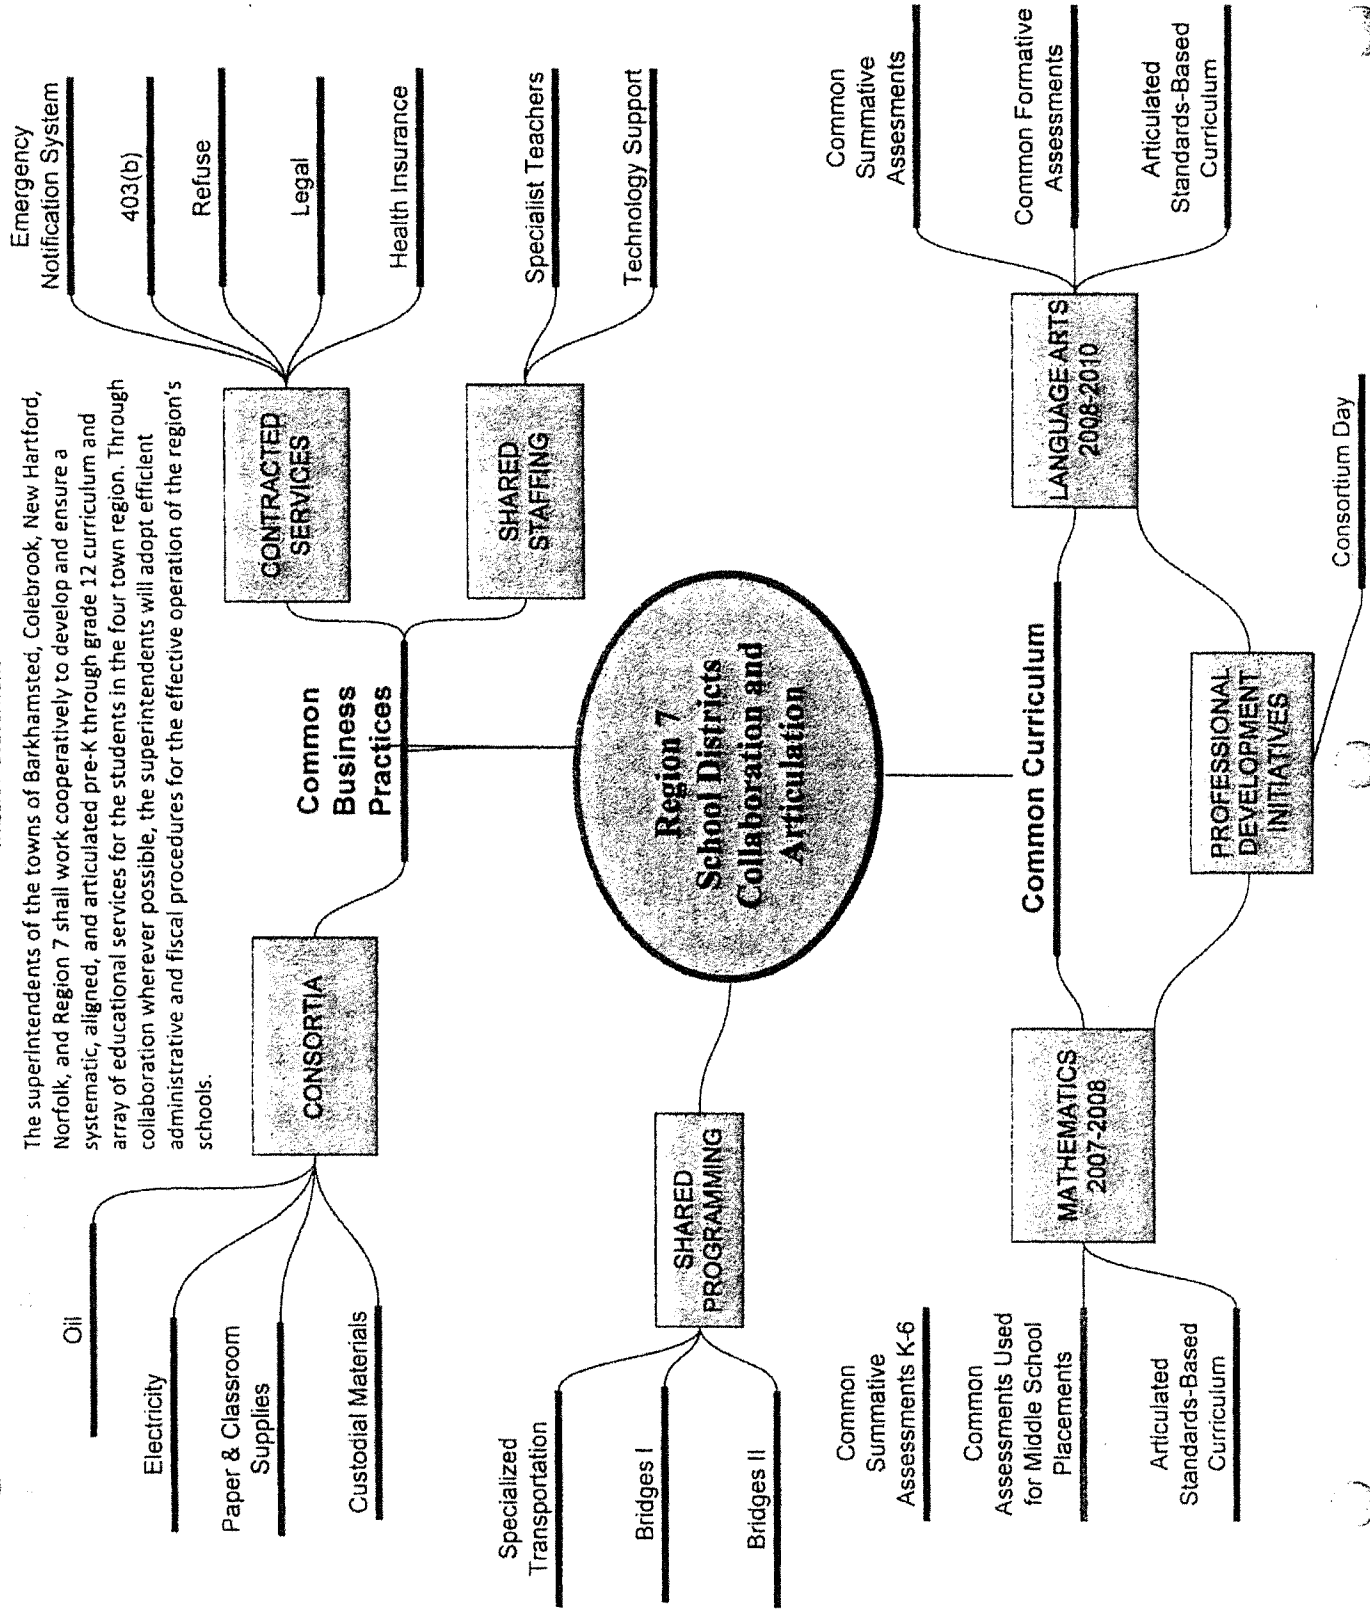 The superintendents of the towns of Barkhamsted, Colebrook, New Hartford,
Norfolk, and Region 7 shall work cooperatively to develop and ensure a
systematic, aligned, and articulated pre-K through grade 12 curriculum and
array of educational services for the students in the four town region. Through
collaboration wherever possible, the superintendents will adopt efficient
administrative and fiscal procedures for the effective operation of the region's
schools.
Oil
Electricity
Paper & Classroom
Supplies
Custodial Materials
CONSORTIA
Common
Business
Practices
CONTRACTED
SERVICES
Emergency
Notification System
403(b)
Refuse
Legal
Health Insurance
SHARED
STAFFING
Specialist Teachers
Technology Support
Region 7
School Districts
Collaboration and
Articulation
SHARED
PROGRAMMING
Specialized
Transportation
Bridges I
Bridges II
Common Curriculum
MATHEMATICS
2007-2008
Common
Summative
Assessments K-6
Common
Assessments Used
for Middle School
Placements
Articulated
Standards-Based
Curriculum
LANGUAGE ARTS
2008-2010
Common
Summative
Assesments
Common Formative
Assessments
Articulated
Standards-Based
Curriculum
PROFESSIONAL
DEVELOPMENT
INITIATIVES
Consortium Day